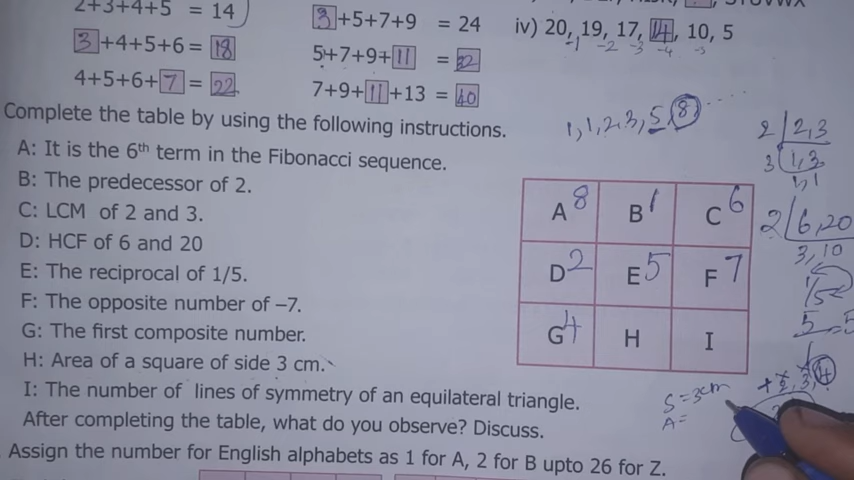 2+3+4+5 = 14
3 +4+5+6 = 18
4+5+6+ 7 = 22
3 +5+7+9 = 24
5+7+9+ 11 = 32
7+9+ 11 +13 = 40
iv) 20, 19, 17, 14, 10, 5
-1 -2 -3 -4 -5
Complete the table by using the following instructions.
1, 1, 2, 3, 5, 8 ....
A: It is the 6th term in the Fibonacci sequence.
B: The predecessor of 2.
C: LCM of 2 and 3.
D: HCF of 6 and 20
E: The reciprocal of 1/5.
F: The opposite number of –7.
G: The first composite number.
H: Area of a square of side 3 cm.
I: The number of lines of symmetry of an equilateral triangle.
After completing the table, what do you observe? Discuss.
Assign the number for English alphabets as 1 for A, 2 for B upto 26 for Z.
A 8 B 1 C 6
D 2 E 5 F 7
G 4 H I
2 2,3
3 1,3
1,1
2 6,20
3,10
1/5
5
S = 3cm
A =